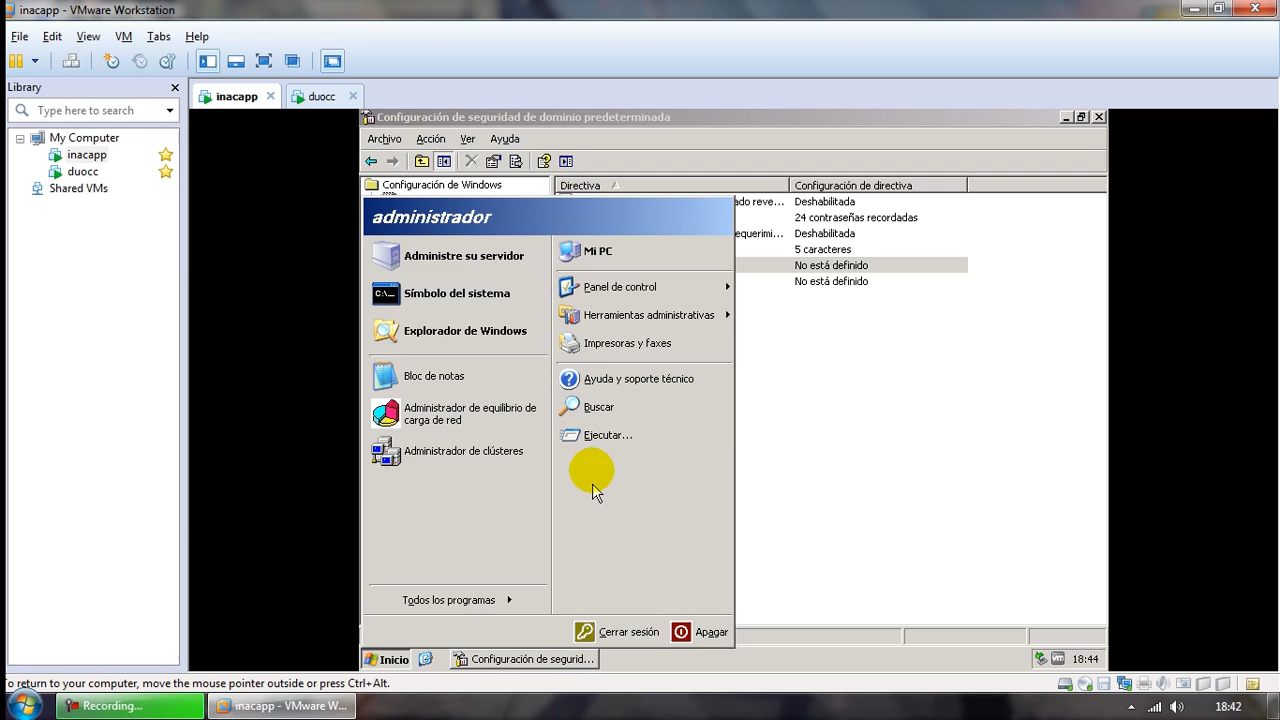 inacapp - VMware Workstation
File Edit View VM Tabs Help
Library
Type here to search
My Computer
inacapp
duocc
Shared VMs
inacapp
duocc
Configuración de seguridad de dominio predeterminada
Archivo Acción Ver Ayuda
Configuración de Windows
Directiva
Configuración de directiva
ado reve... Deshabilitada
24 contraseñas recordadas
equerimi... Deshabilitada
5 caracteres
No está definido
No está definido
administrador
Administre su servidor
Símbolo del sistema
Explorador de Windows
Bloc de notas
Administrador de equilibrio de
carga de red
Administrador de clústeres
Todos los programas
Mi PC
Panel de control
Herramientas administrativas
Impresoras y faxes
Ayuda y soporte técnico
Buscar
Ejecutar...
Cerrar sesión Apagar
Inicio
Configuración de segurid...
18:44
To return to your computer, move the mouse pointer outside or press Ctrl+Alt.
Recording...
inacapp - VMware W...
18:42